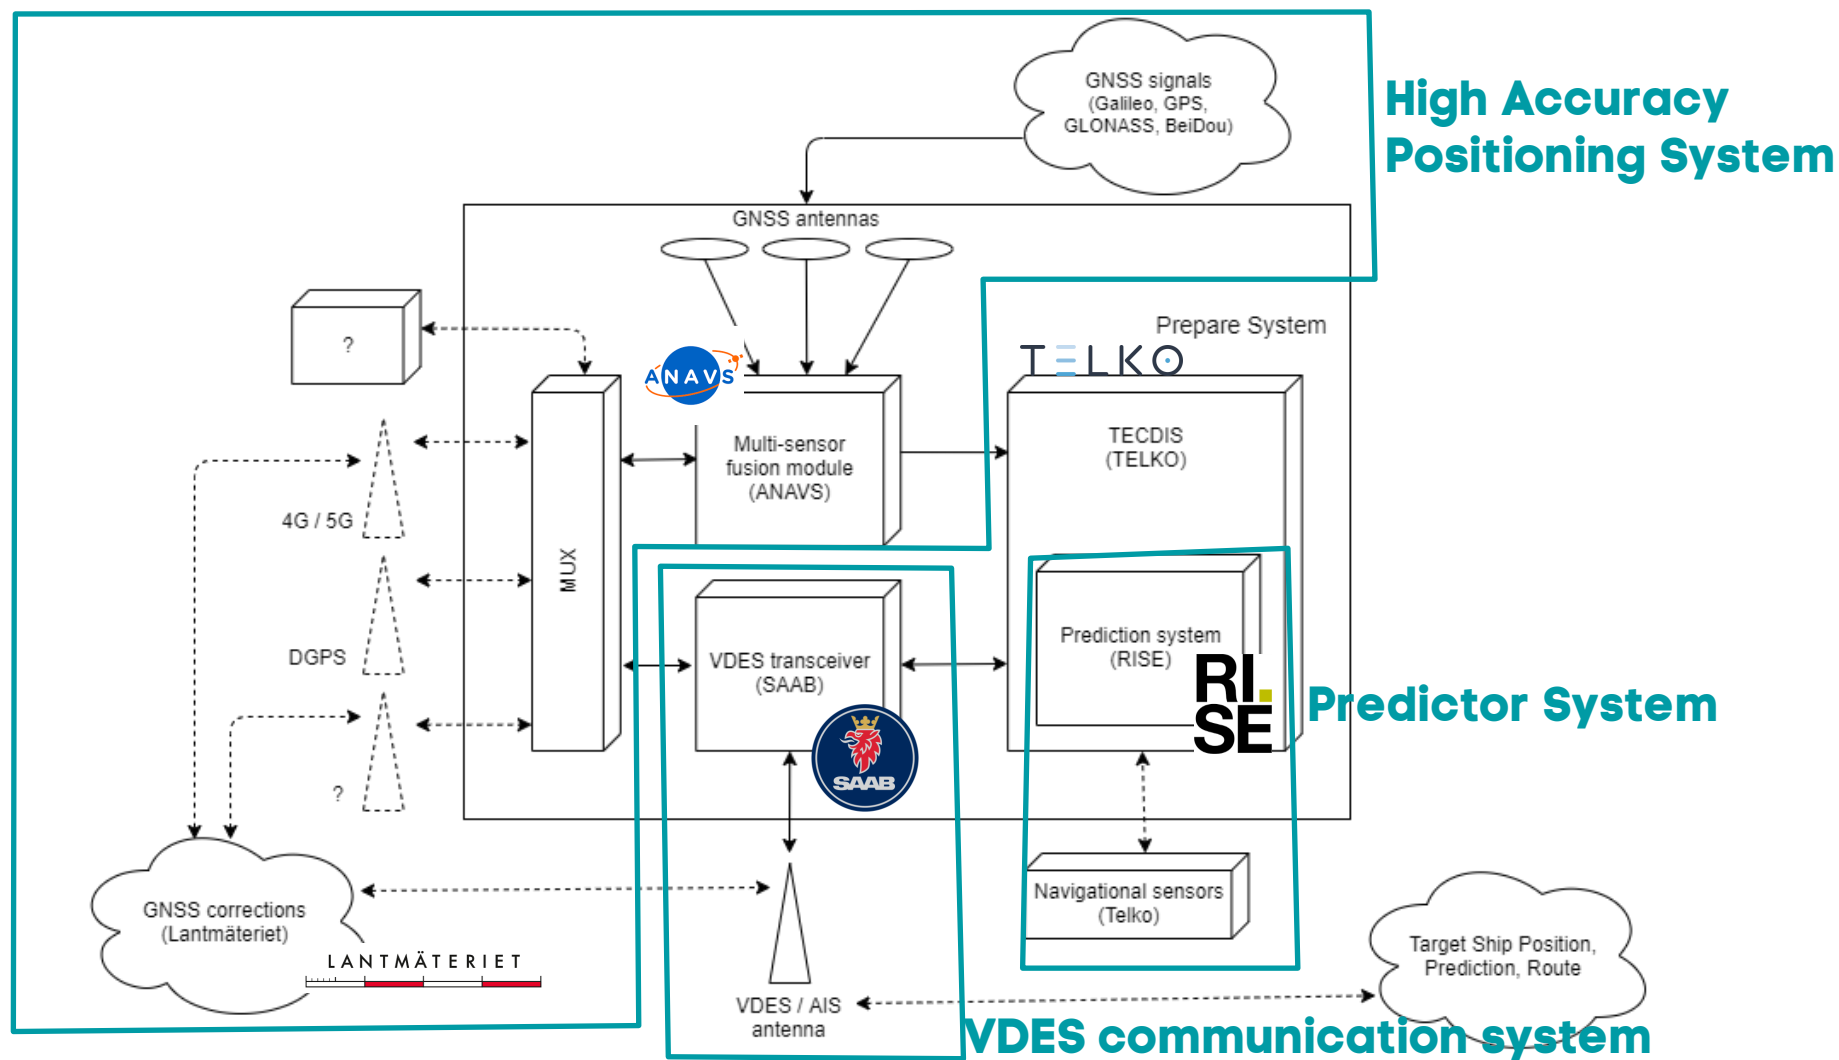 GNSS signals
(Galileo, GPS,
GLONASS, BeiDou)
High Accuracy
Positioning System
GNSS antennas
?
Prepare System
ANAVS
TELKO
Multi-sensor
fusion module
(ANAVS)
TECDIS
(TELKO)
4G / 5G
MUX
DGPS
?
VDES transceiver
(SAAB)
SAAB
Prediction system
(RISE)
RI.
SE
Predictor System
GNSS corrections
(Lantmäteriet)
LANTMÄTERIET
Navigational sensors
(Telko)
Target Ship Position,
Prediction, Route
VDES / AIS
antenna
VDES communication system